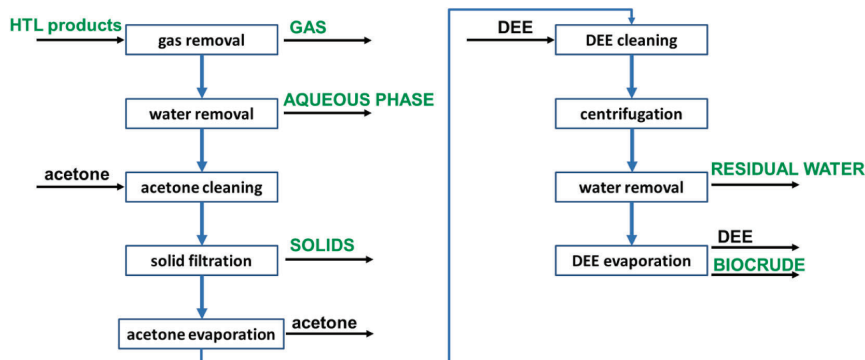 HTL products
gas removal
GAS
water removal
AQUEOUS PHASE
acetone
acetone cleaning
solid filtration
SOLIDS
acetone evaporation
acetone
DEE
DEE cleaning
centrifugation
water removal
RESIDUAL WATER
DEE evaporation
DEE
BIOCRUDE